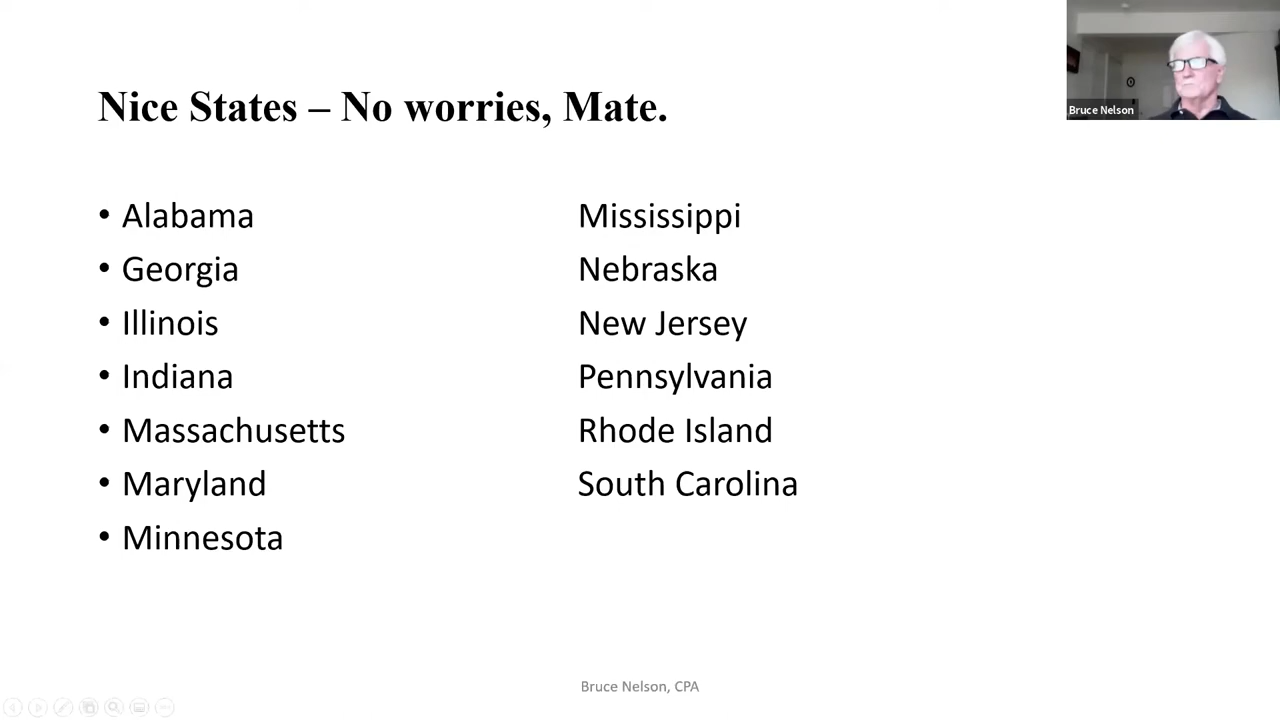 Nice States – No worries, Mate.
Bruce Nelson
• Alabama
• Georgia
• Illinois
• Indiana
• Massachusetts
• Maryland
• Minnesota
Mississippi
Nebraska
New Jersey
Pennsylvania
Rhode Island
South Carolina
Bruce Nelson, CPA